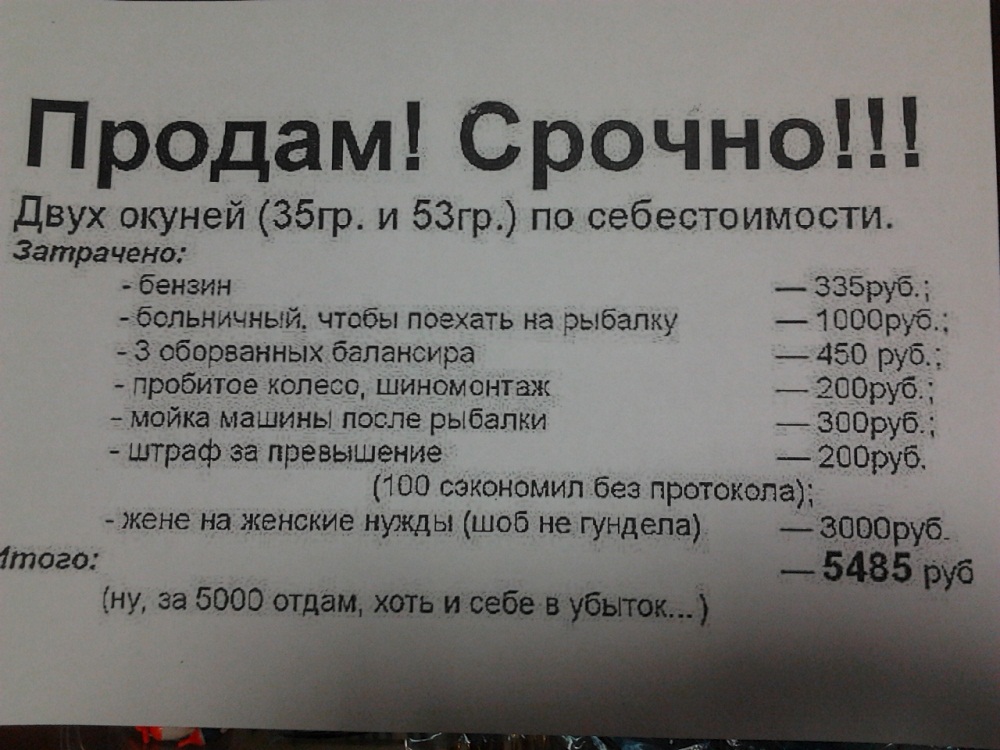 Продам! Срочно!!!
Двух окуней (35гр. и 53гр.) по себестоимости.
Затрачено:
- бензин — 335руб.;
- больничный, чтобы поехать на рыбалку — 1000руб.;
- 3 оборванных балансира — 450 руб.;
- пробитое колесо, шиномонтаж — 200руб.;
- мойка машины после рыбалки — 300руб.;
- штраф за превышение — 200руб.
(100 сэкономил без протокола);
- жене на женские нужды (шоб не гундела) — 3000руб.
Итого: — 5485 руб
(ну, за 5000 отдам, хоть и себе в убыток...)